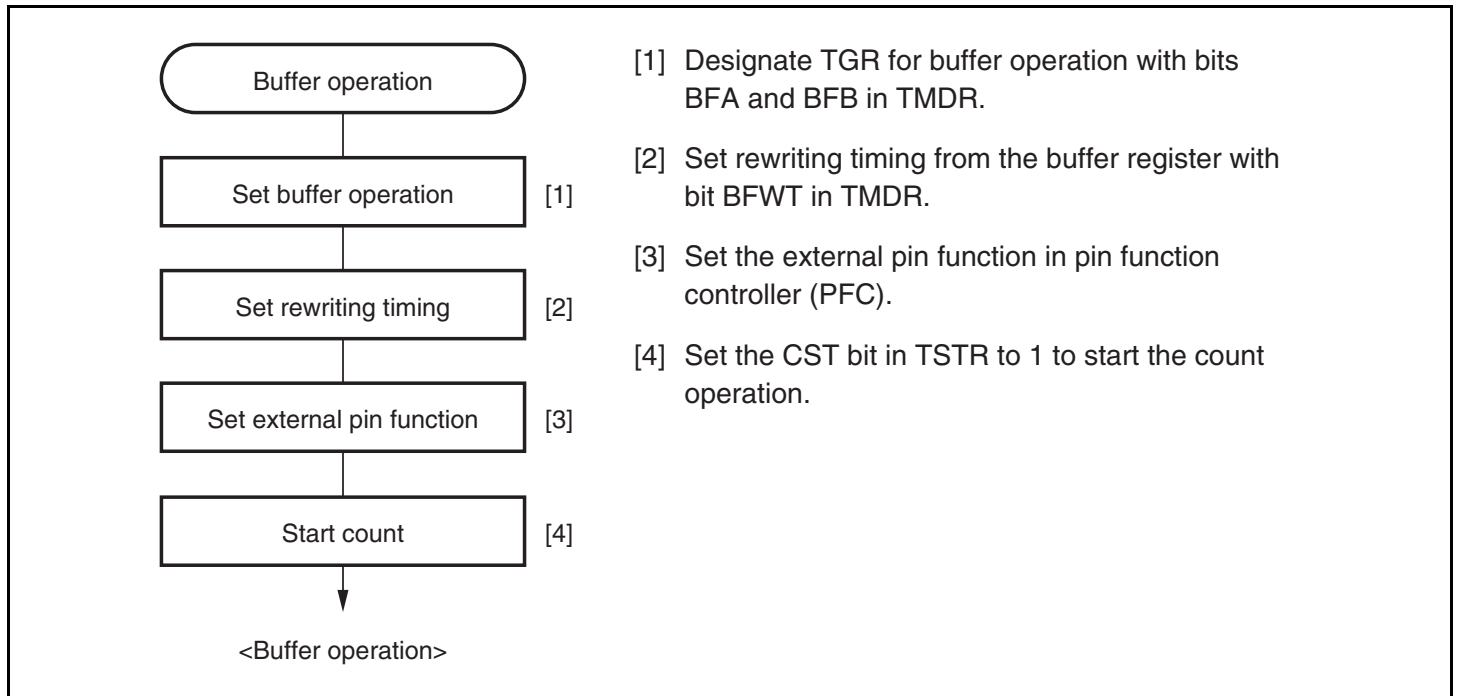 Buffer operation
Set buffer operation [1]
Set rewriting timing [2]
Set external pin function [3]
Start count [4]
<Buffer operation>
[1] Designate TGR for buffer operation with bits
BFA and BFB in TMDR.
[2] Set rewriting timing from the buffer register with
bit BFWT in TMDR.
[3] Set the external pin function in pin function
controller (PFC).
[4] Set the CST bit in TSTR to 1 to start the count
operation.